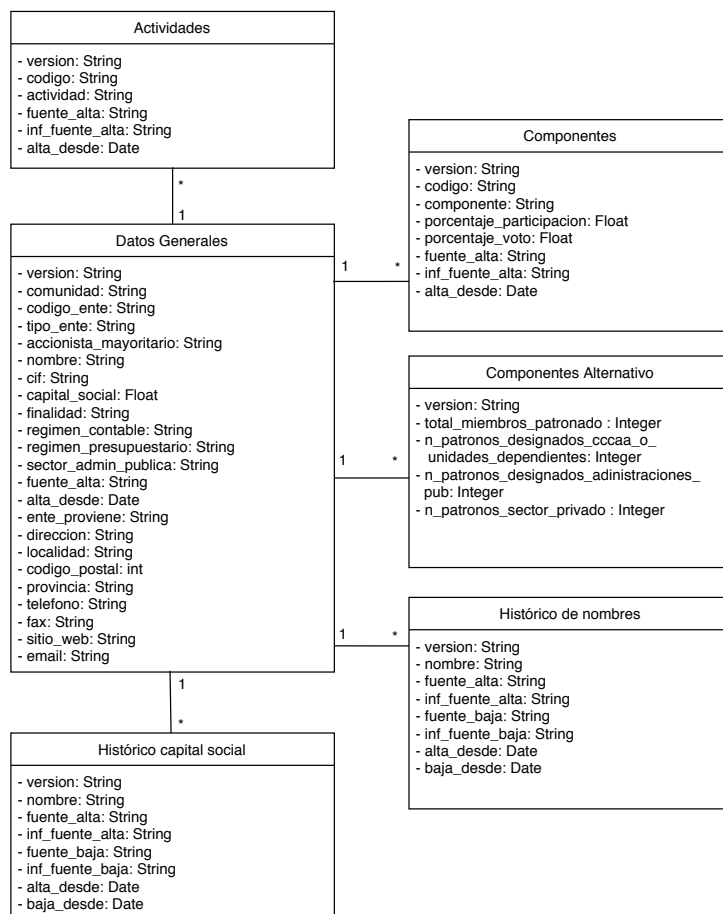 Actividades
- version: String
- codigo: String
- actividad: String
- fuente_alta: String
- inf_fuente_alta: String
- alta_desde: Date
*
1
Datos Generales
- version: String
- comunidad: String
- codigo_ente: String
- tipo_ente: String
- accionista_mayoritario: String
- nombre: String
- cif: String
- capital_social: Float
- finalidad: String
- regimen_contable: String
- regimen_presupuestario: String
- sector_admin_publica: String
- fuente_alta: String
- alta_desde: Date
- ente_proviene: String
- direccion: String
- localidad: String
- codigo_postal: int
- provincia: String
- telefono: String
- fax: String
- sitio_web: String
- email: String
1 *
Componentes
- version: String
- codigo: String
- componente: String
- porcentaje_participacion: Float
- porcentaje_voto: Float
- fuente_alta: String
- inf_fuente_alta: String
- alta_desde: Date
1 *
Componentes Alternativo
- version: String
- total_miembros_patronado : Integer
- n_patronos_designados_cccaa_o_
unidades_dependientes: Integer
- n_patronos_designados_adinistraciones_
pub: Integer
- n_patronos_sector_privado : Integer
1 *
Histórico de nombres
- version: String
- nombre: String
- fuente_alta: String
- inf_fuente_alta: String
- fuente_baja: String
- inf_fuente_baja: String
- alta_desde: Date
- baja_desde: Date
1
*
Histórico capital social
- version: String
- nombre: String
- fuente_alta: String
- inf_fuente_alta: String
- fuente_baja: String
- inf_fuente_baja: String
- alta_desde: Date
- baja_desde: Date